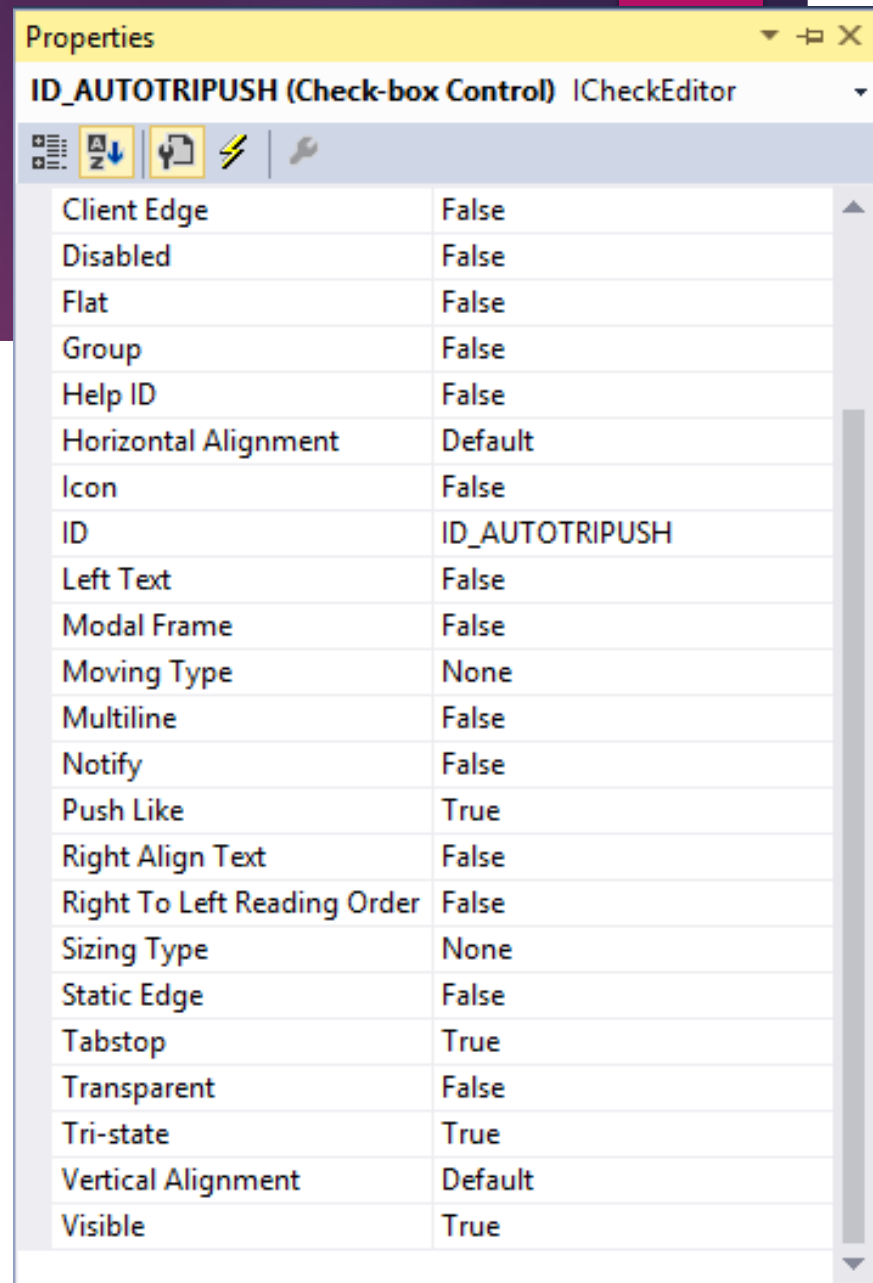 Properties
ID_AUTOTRIPUSH (Check-box Control) ICheckEditor
Client Edge False
Disabled False
Flat False
Group False
Help ID False
Horizontal Alignment Default
Icon False
ID ID_AUTOTRIPUSH
Left Text False
Modal Frame False
Moving Type None
Multiline False
Notify False
Push Like True
Right Align Text False
Right To Left Reading Order False
Sizing Type None
Static Edge False
Tabstop True
Transparent False
Tri-state True
Vertical Alignment Default
Visible True